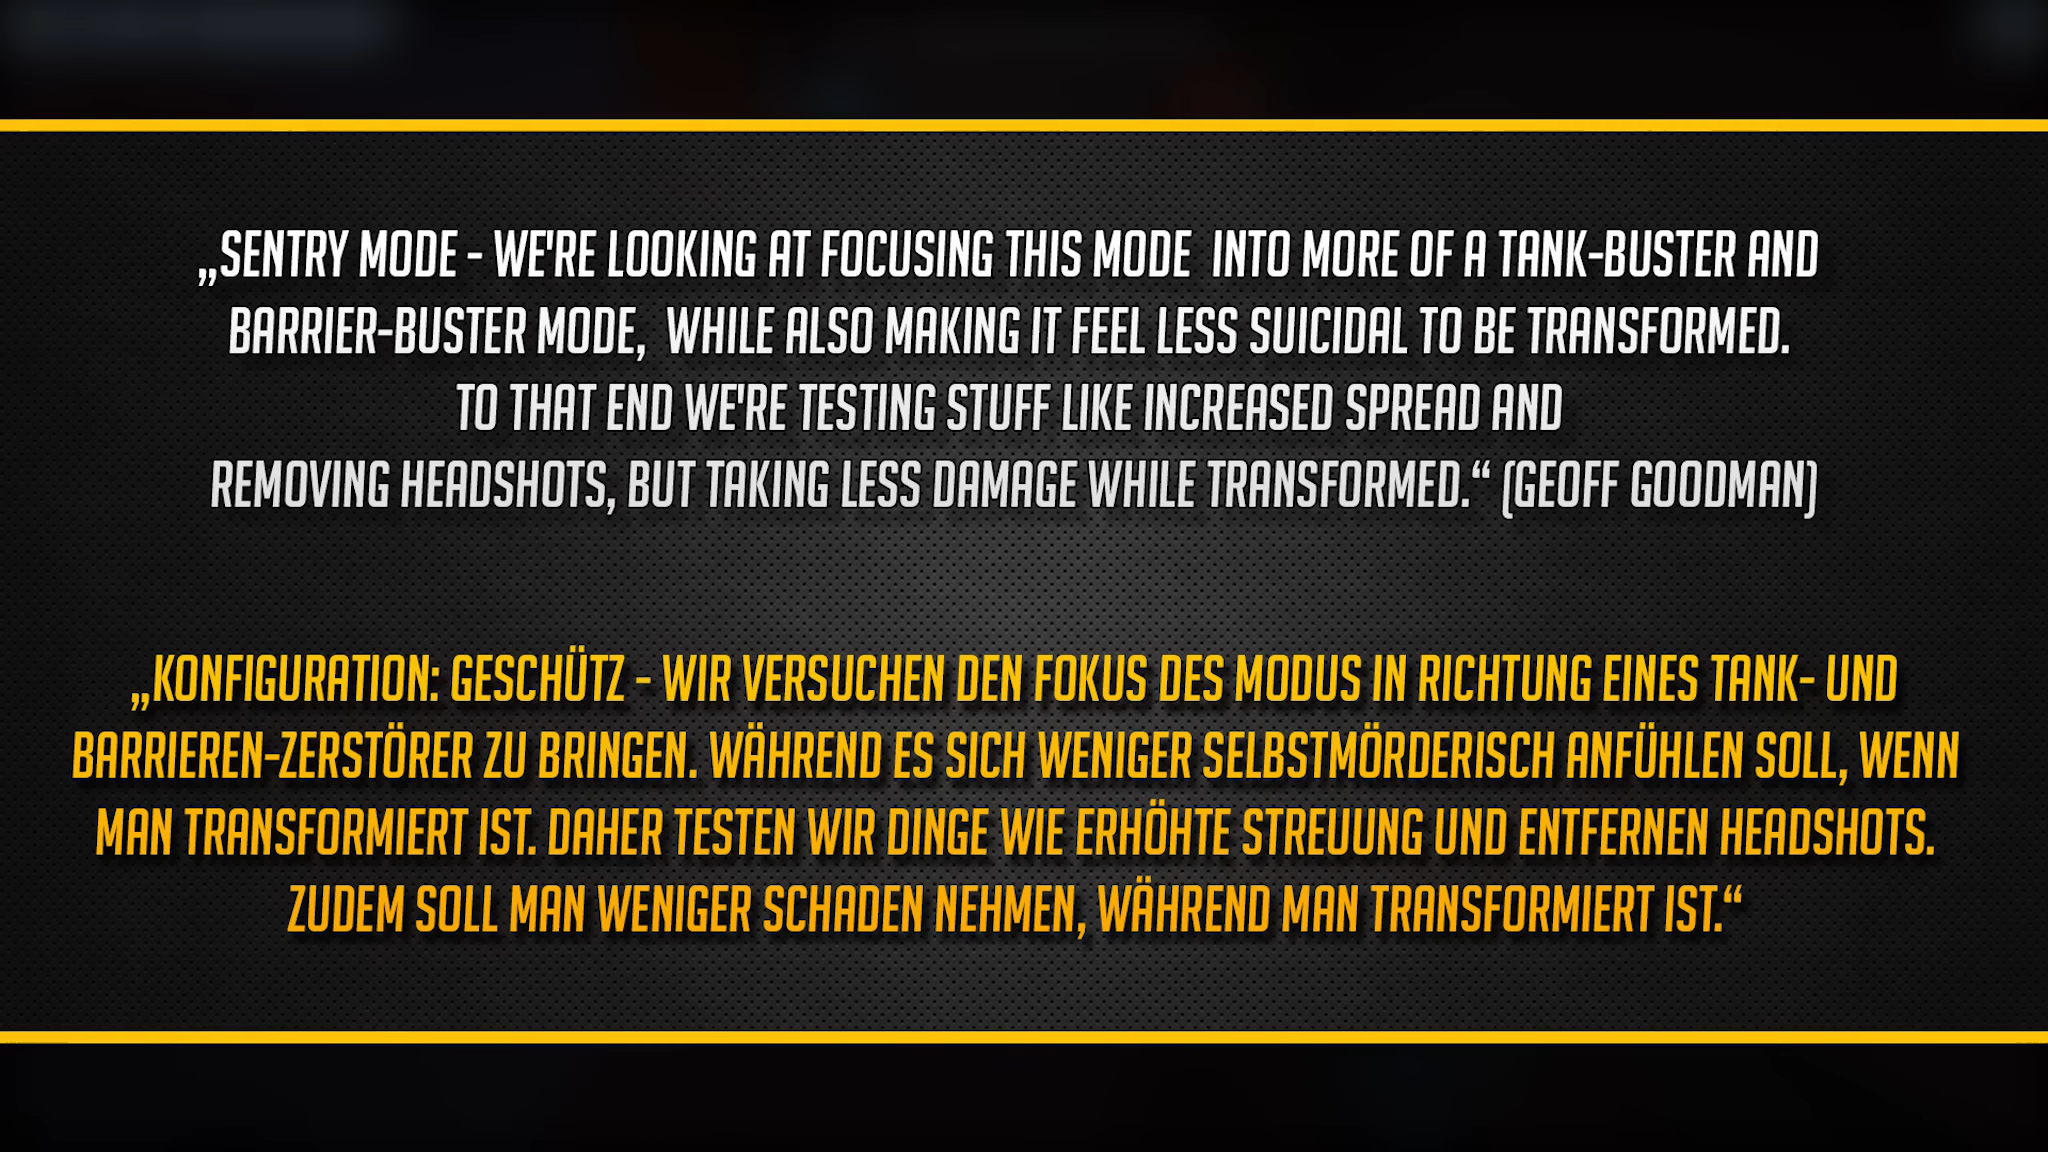 „SENTRY MODE - WE'RE LOOKING AT FOCUSING THIS MODE INTO MORE OF A TANK-BUSTER AND
BARRIER-BUSTER MODE, WHILE ALSO MAKING IT FEEL LESS SUICIDAL TO BE TRANSFORMED.
TO THAT END WE'RE TESTING STUFF LIKE INCREASED SPREAD AND
REMOVING HEADSHOTS, BUT TAKING LESS DAMAGE WHILE TRANSFORMED.“ (GEOFF GOODMAN)
„KONFIGURATION: GESCHÜTZ - WIR VERSUCHEN DEN FOKUS DES MODUS IN RICHTUNG EINES TANK- UND
BARRIEREN-ZERSTÖRER ZU BRINGEN. WÄHREND ES SICH WENIGER SELBSTMÖRDERISCH ANFÜHLEN SOLL, WENN
MAN TRANSFORMIERT IST. DAHER TESTEN WIR DINGE WIE ERHÖHTE STREUUNG UND ENTFERNEN HEADSHOTS.
ZUDEM SOLL MAN WENIGER SCHADEN NEHMEN, WÄHREND MAN TRANSFORMIERT IST.“